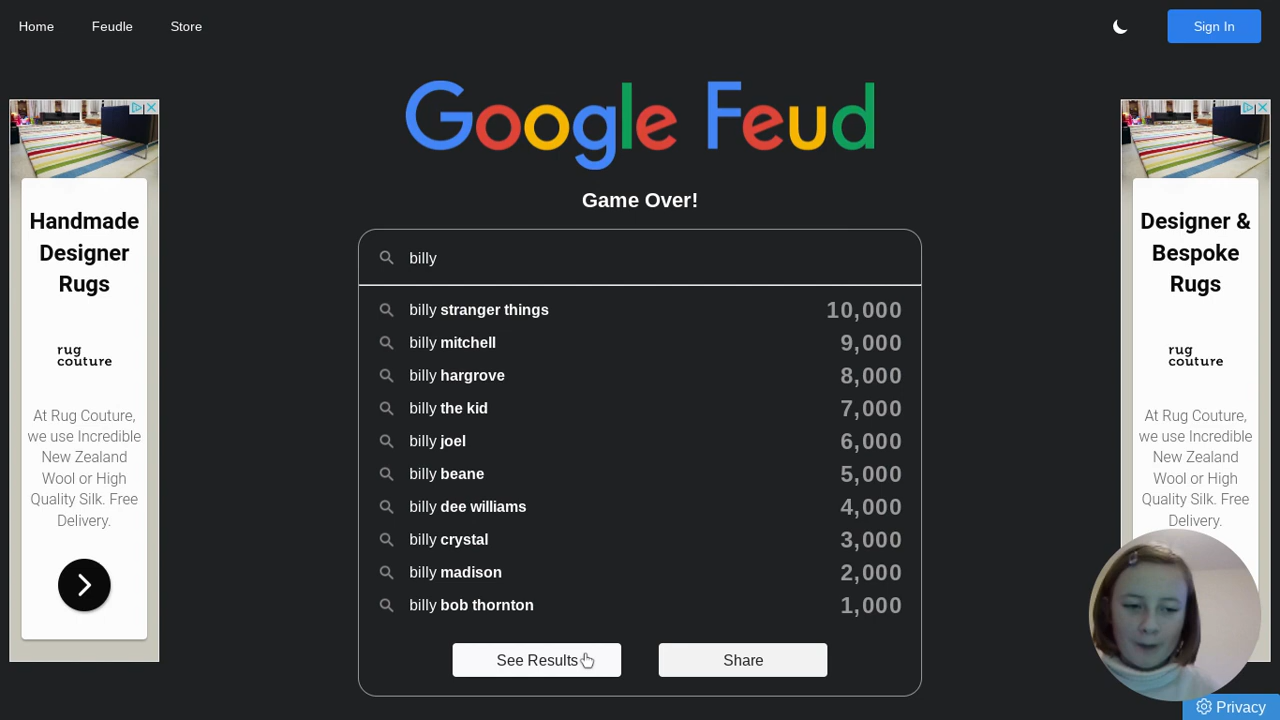 Home Feudle Store Sign In
Google Feud
Game Over!
billy
billy stranger things 10,000
billy mitchell 9,000
billy hargrove 8,000
billy the kid 7,000
billy joel 6,000
billy beane 5,000
billy dee williams 4,000
billy crystal 3,000
billy madison 2,000
billy bob thornton 1,000
See Results Share
Handmade
Designer
Rugs
rug
couture
At Rug Couture,
we use Incredible
New Zealand
Wool or High
Quality Silk. Free
Delivery.
Designer &
Bespoke
Rugs
rug
couture
At Rug Couture,
we use Incredible
New Zealand
Wool or High
Quality Silk. Free
Delivery.
Privacy